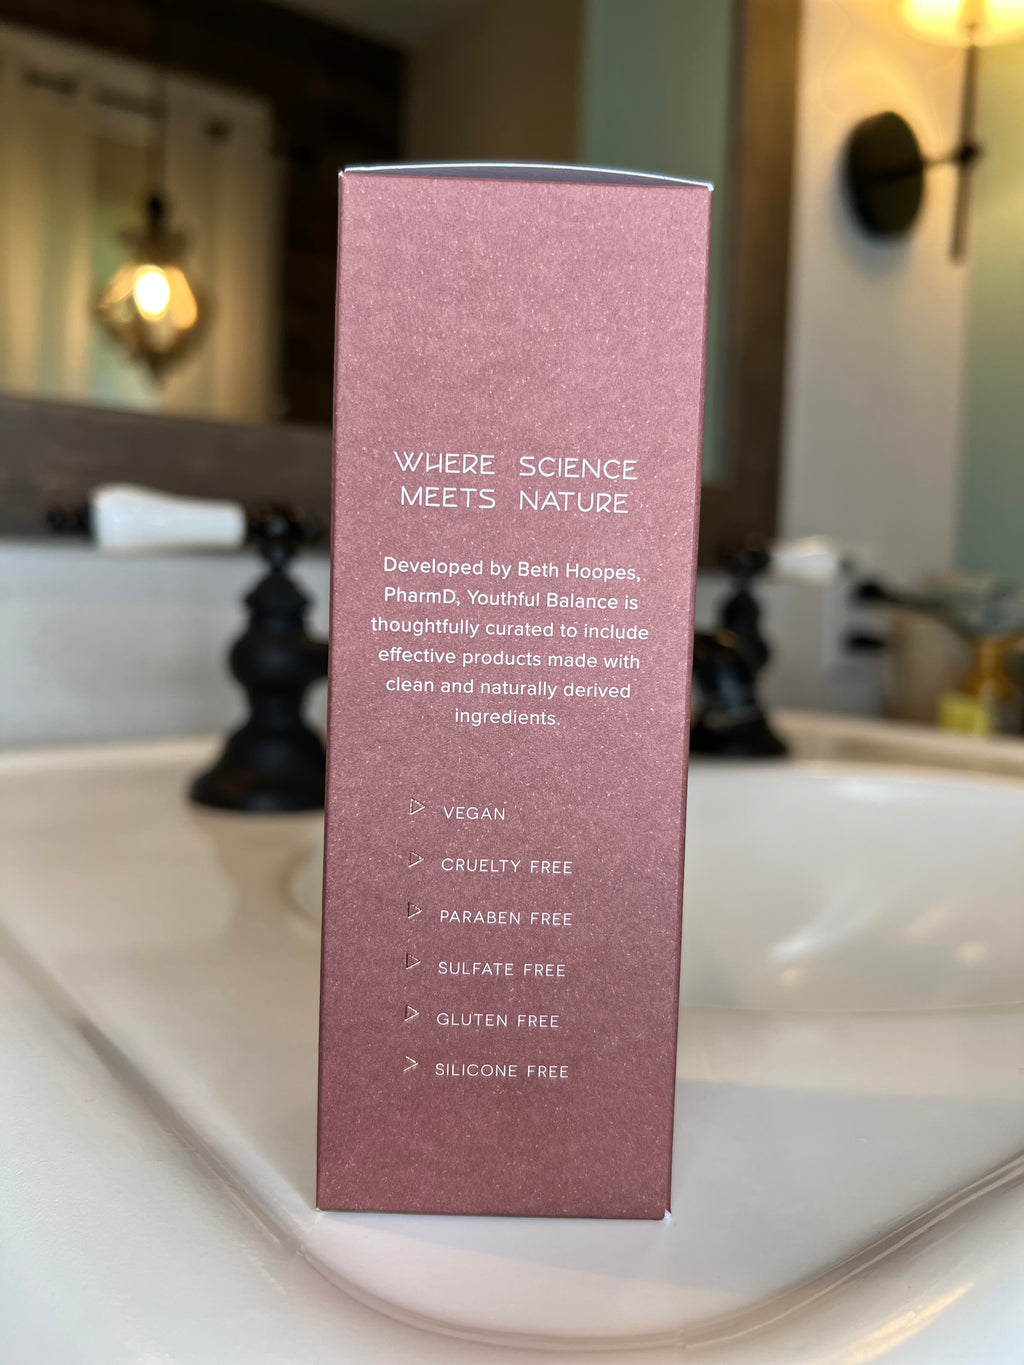 WHERE SCIENCE
MEETS NATURE
Developed by Beth Hoopes,
PharmD, Youthful Balance is
thoughtfully curated to include
effective products made with
clean and naturally derived
ingredients.
VEGAN
CRUELTY FREE
PARABEN FREE
SULFATE FREE
GLUTEN FREE
SILICONE FREE